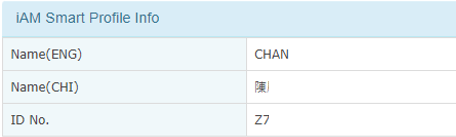 iAM Smart Profile Info
Name(ENG) CHAN
Name(CHI) 陳
ID No. Z7